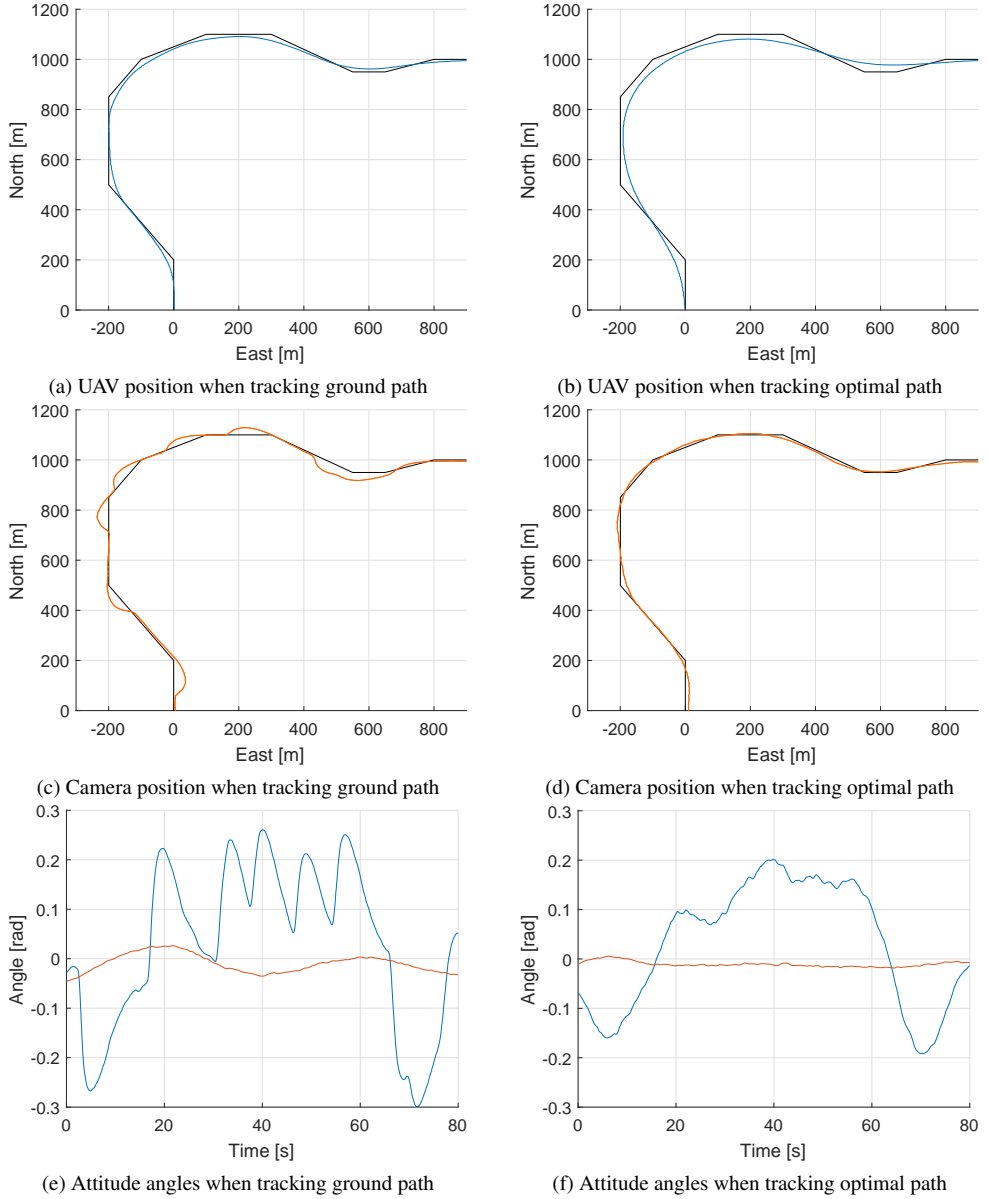 1200
1000
800
600
400
200
0
North [m]
-200 0 200 400 600 800
East [m]
(a) UAV position when tracking ground path
1200
1000
800
600
400
200
0
North [m]
-200 0 200 400 600 800
East [m]
(b) UAV position when tracking optimal path
1200
1000
800
600
400
200
0
North [m]
-200 0 200 400 600 800
East [m]
(c) Camera position when tracking ground path
1200
1000
800
600
400
200
0
North [m]
-200 0 200 400 600 800
East [m]
(d) Camera position when tracking optimal path
0.3
0.2
0.1
0
-0.1
-0.2
-0.3
Angle [rad]
0 20 40 60 80
Time [s]
(e) Attitude angles when tracking ground path
0.3
0.2
0.1
0
-0.1
-0.2
-0.3
Angle [rad]
0 20 40 60 80
Time [s]
(f) Attitude angles when tracking optimal path